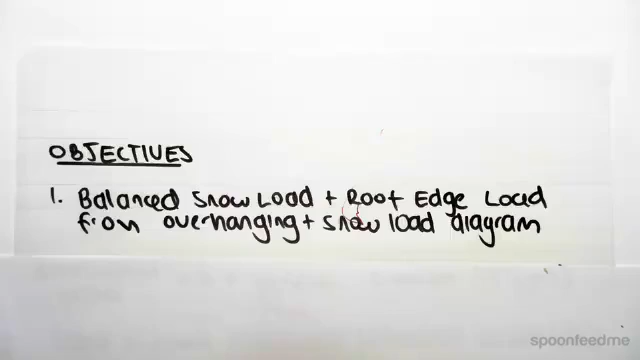 OBJECTIVES
1. Balanced Snow Load + Roof Edge Load
from overhanging + snow load diagram
spoonfeedme